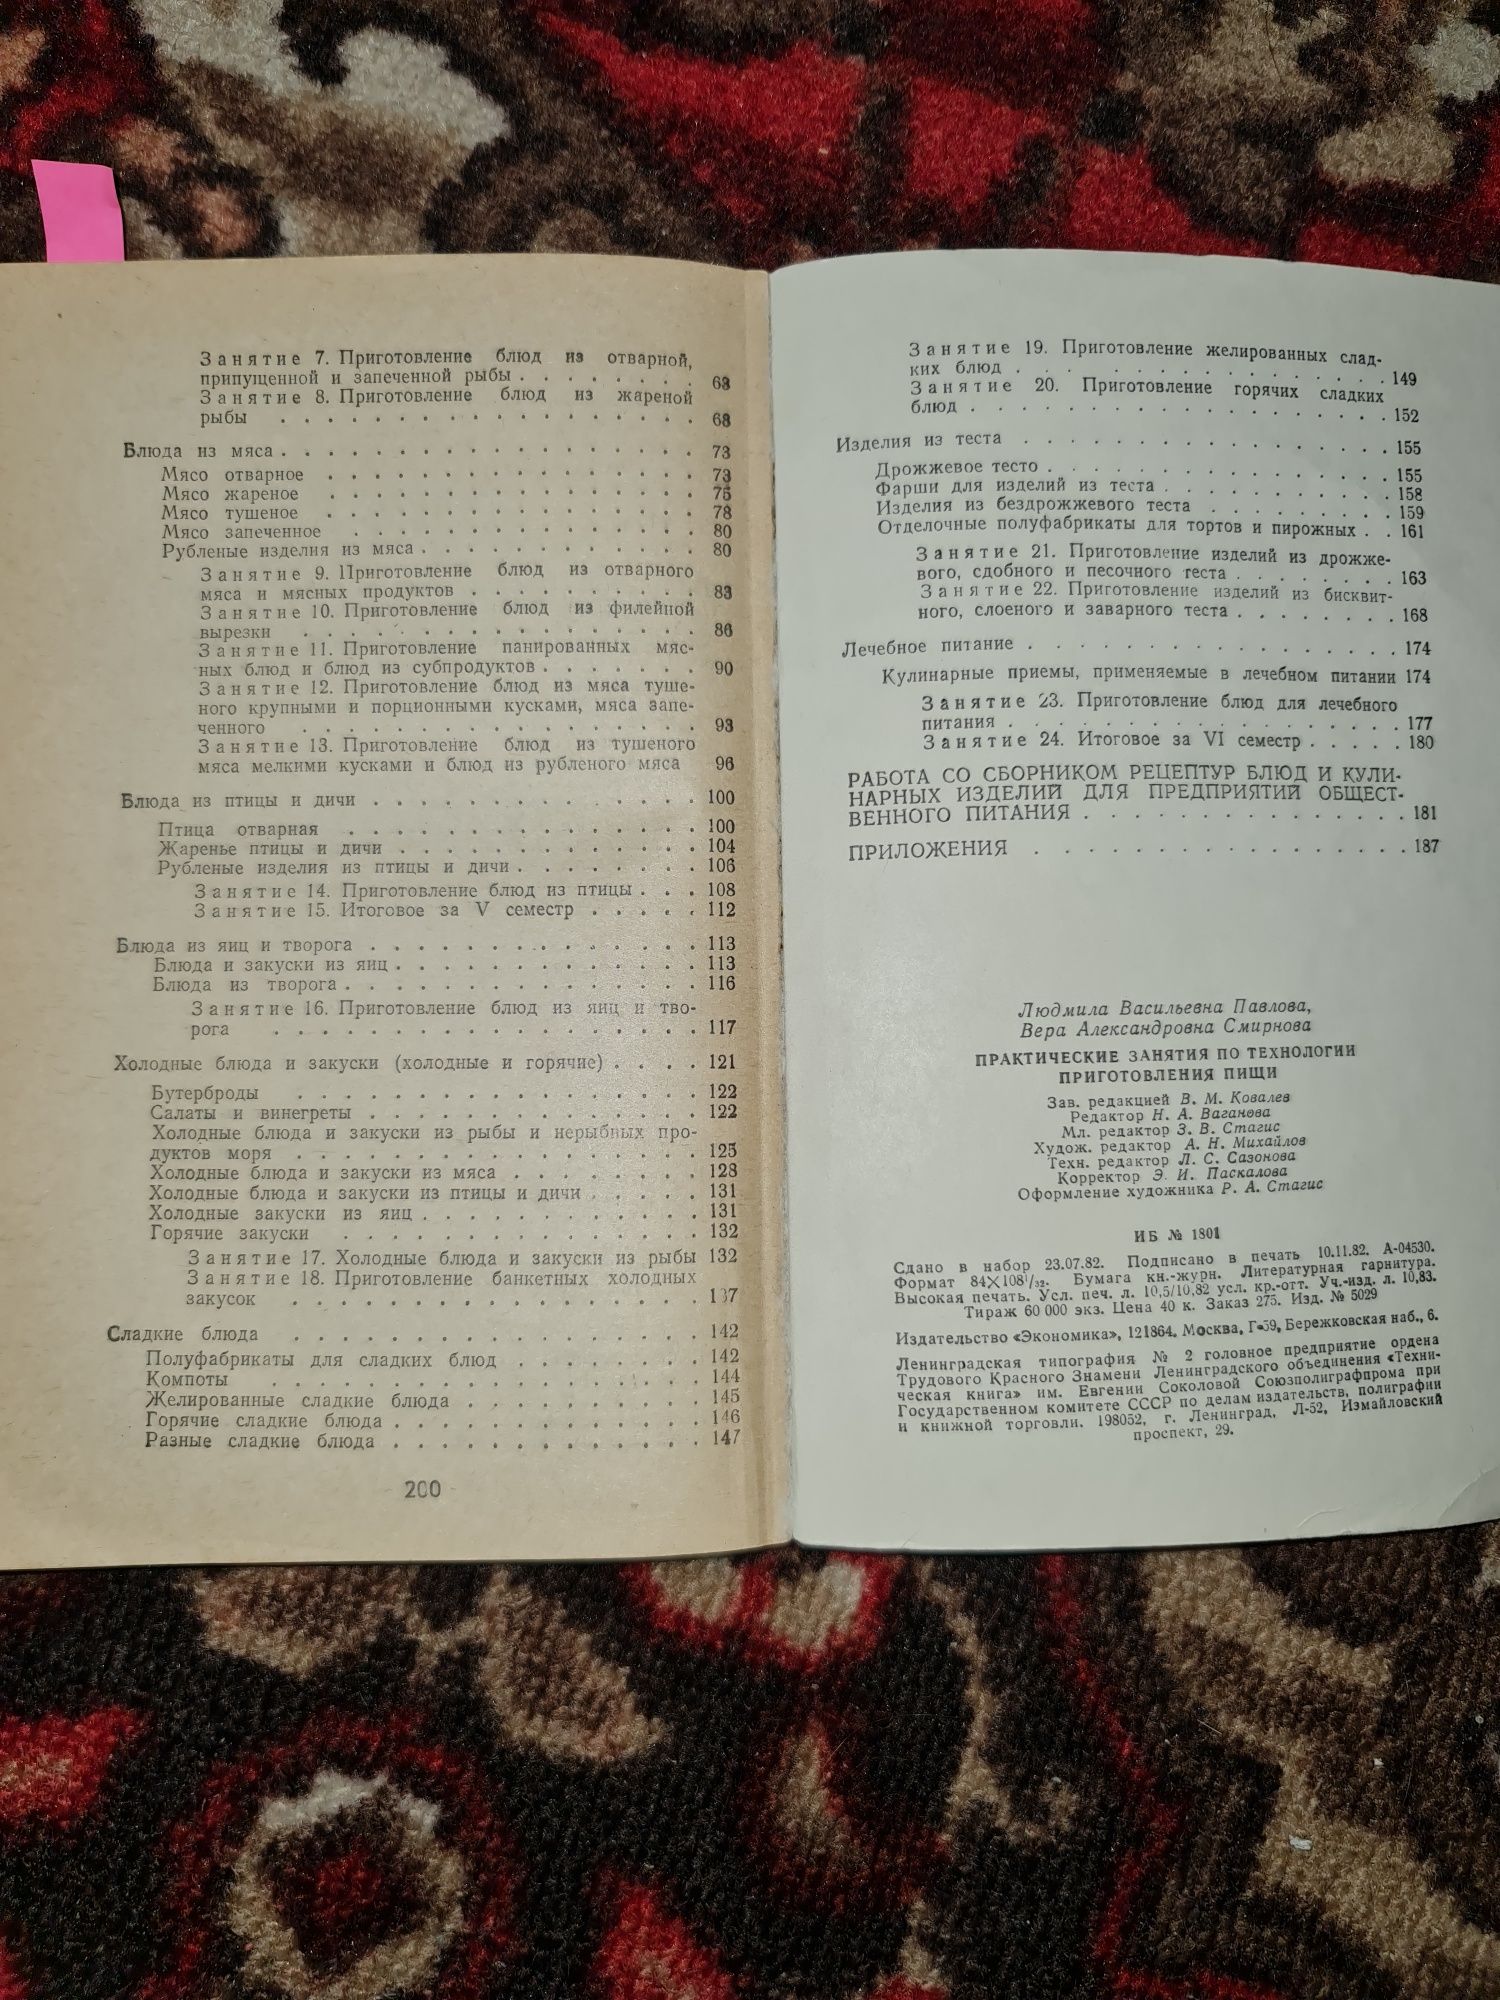 Занятие 7. Приготовление блюд из отварной,
припущенной и запеченной рыбы . . . . . . . . 63
Занятие 8. Приготовление блюд из жареной
рыбы . . . . . . . . . . . . . . . . 68
Блюда из мяса . . . . . . . . . . . . . . . . . 73
Мясо отварное . . . . . . . . . . . . . . . 73
Мясо жареное . . . . . . . . . . . . . . . 75
Мясо тушеное . . . . . . . . . . . . . . . 78
Мясо запеченное . . . . . . . . . . . . . . 80
Рубленые изделия из мяса . . . . . . . . . . . 80
Занятие 9. Приготовление блюд из отварного
мяса и мясных продуктов . . . . . . . . . . 83
Занятие 10. Приготовление блюд из филейной
вырезки . . . . . . . . . . . . . . . 86
Занятие 11. Приготовление панированных мяс-
ных блюд и блюд из субпродуктов . . . . . . . 90
Занятие 12. Приготовление блюд из мяса туше-
ного крупными и порционными кусками, мяса запе-
ченного . . . . . . . . . . . . . . . 93
Занятие 13. Приготовление блюд из тушеного
мяса мелкими кусками и блюд из рубленого мяса 96
Блюда из птицы и дичи . . . . . . . . . . . . . 100
Птица отварная . . . . . . . . . . . . . . 100
Жаренье птицы и дичи . . . . . . . . . . . . 104
Рубленые изделия из птицы и дичи . . . . . . . 106
Занятие 14. Приготовление блюд из птицы . . . 108
Занятие 15. Итоговое за V семестр . . . . . 112
Блюда из яиц и творога . . . . . . . . . . . . . 113
Блюда и закуски из яиц . . . . . . . . . . . . 113
Блюда из творога . . . . . . . . . . . . . . 116
Занятие 16. Приготовление блюд из яиц и тво-
рога . . . . . . . . . . . . . . . . 117
Холодные блюда и закуски (холодные и горячие) . . . . 121
Бутерброды . . . . . . . . . . . . . . . . 122
Салаты и винегреты . . . . . . . . . . . . . 122
Холодные блюда и закуски из рыбы и нерыбных про-
дуктов моря . . . . . . . . . . . . . . . 125
Холодные блюда и закуски из мяса . . . . . . . . 128
Холодные блюда и закуски из птицы и дичи . . . . . 131
Холодные закуски из яиц . . . . . . . . . . . 131
Горячие закуски . . . . . . . . . . . . . . 132
Занятие 17. Холодные блюда и закуски из рыбы 132
Занятие 18. Приготовление банкетных холодных
закусок . . . . . . . . . . . . . . . 137
Сладкие блюда . . . . . . . . . . . . . . . . 142
Полуфабрикаты для сладких блюд . . . . . . . . 142
Компоты . . . . . . . . . . . . . . . . . 144
Желированные сладкие блюда . . . . . . . . . . 145
Горячие сладкие блюда . . . . . . . . . . . . 146
Разные сладкие блюда . . . . . . . . . . . . 147
200
Занятие 19. Приготовление желированных слад-
ких блюд . . . . . . . . . . . . . . . 149
Занятие 20. Приготовление горячих сладких
блюд . . . . . . . . . . . . . . . . . 152
Изделия из теста . . . . . . . . . . . . . . . 155
Дрожжевое тесто . . . . . . . . . . . . . . 155
Фарши для изделий из теста . . . . . . . . . . 158
Изделия из бездрожжевого теста . . . . . . . . 159
Отделочные полуфабрикаты для тортов и пирожных . . 161
Занятие 21. Приготовление изделий из дрожже-
вого, сдобного и песочного теста . . . . . . . . 163
Занятие 22. Приготовление изделий из бисквит-
ного, слоеного и заварного теста . . . . . . . . 168
Лечебное питание . . . . . . . . . . . . . . . 174
Кулинарные приемы, применяемые в лечебном питании 174
Занятие 23. Приготовление блюд для лечебного
питания . . . . . . . . . . . . . . . 177
Занятие 24. Итоговое за VI семестр . . . . . 180
РАБОТА СО СБОРНИКОМ РЕЦЕПТУР БЛЮД И КУЛИ-
НАРНЫХ ИЗДЕЛИЙ ДЛЯ ПРЕДПРИЯТИЙ ОБЩЕСТ-
ВЕННОГО ПИТАНИЯ . . . . . . . . . . . . . . . 181
ПРИЛОЖЕНИЯ . . . . . . . . . . . . . . . . . 187
Людмила Васильевна Павлова,
Вера Александровна Смирнова
ПРАКТИЧЕСКИЕ ЗАНЯТИЯ ПО ТЕХНОЛОГИИ
ПРИГОТОВЛЕНИЯ ПИЩИ
Зав. редакцией В. М. Ковалев
Редактор Н. А. Ваганова
Мл. редактор З. В. Стагис
Худож. редактор А. Н. Михайлов
Техн. редактор Л. С. Сазонова
Корректор Э. И. Паскалова
Оформление художника Р. А. Стагис
ИБ № 1801
Сдано в набор 23.07.82. Подписано в печать 10.11.82. А-04530.
Формат 84×108¹/₃₂. Бумага кн.-журн. Литературная гарнитура.
Высокая печать. Усл. печ. л. 10,5/10,82 усл. кр.-отт. Уч.-изд. л. 10,83.
Тираж 60 000 экз. Цена 40 к. Заказ 275. Изд. № 5029
Издательство «Экономика», 121864, Москва, Г-59, Бережковская наб., 6.
Ленинградская типография № 2 головное предприятие ордена
Трудового Красного Знамени Ленинградского объединения «Техни-
ческая книга» им. Евгении Соколовой Союзполиграфпрома при
Государственном комитете СССР по делам издательств, полиграфии
и книжной торговли. 198052, г. Ленинград, Л-52, Измайловский
проспект, 29.